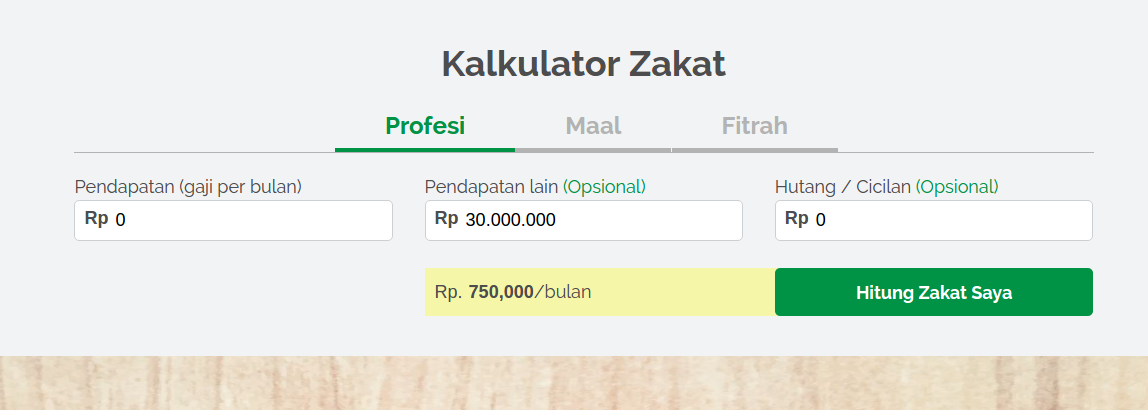 Kalkulator Zakat
Profesi Maal Fitrah
Pendapatan (gaji per bulan) Pendapatan lain (Opsional) Hutang / Cicilan (Opsional)
Rp 0 Rp 30.000.000 Rp 0
Rp. 750,000/bulan Hitung Zakat Saya